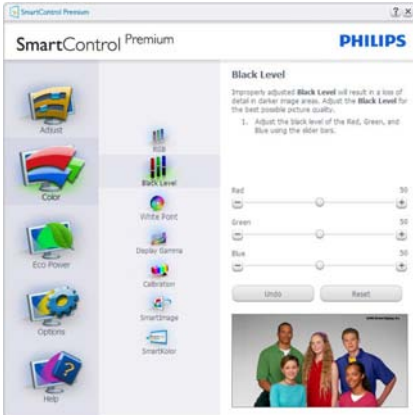 SmartControl Premium
SmartControl Premium
PHILIPS
Adjust
Color
Eco Power
Options
Help
RGB
Black Level
White Point
Display Gamma
Calibration
SmartImage
SmartKolor
Black Level
Improperly adjusted Black Level will result in a loss of
detail in darker image areas. Adjust the Black Level for
the best possible picture quality.
1. Adjust the black level of the Red, Green, and
Blue using the slider bars.
Red 50
Green 50
Blue 50
Undo
Reset